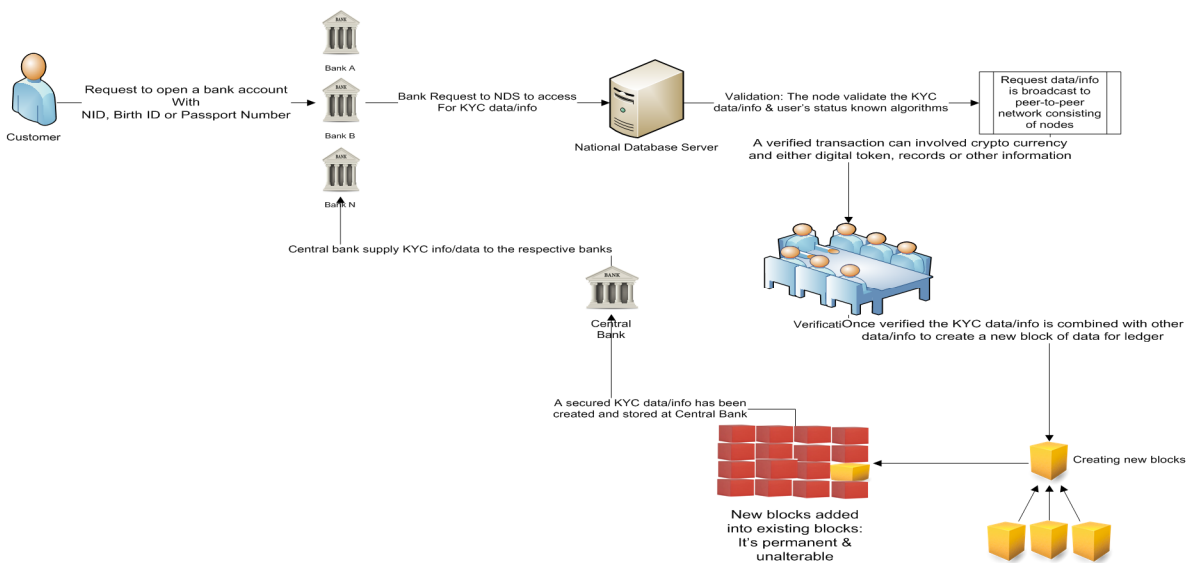 BANK
Bank A
Customer
Request to open a bank account
With
NID, Birth ID or Passport Number
BANK
Bank B
Bank Request to NDS to access
For KYC data/info
National Database Server
Validation: The node validate the KYC
data/info & user's status known algorithms
Request data/info
is broadcast to
peer-to-peer
network consisting
of nodes
A verified transaction can involved crypto currency
and either digital token, records or other information
BANK
Bank N
Central bank supply KYC info/data to the respective banks
BANK
Central
Bank
Verificati
Once verified the KYC data/info is combined with other
data/info to create a new block of data for ledger
A secured KYC data/info has been
created and stored at Central Bank
Creating new blocks
New blocks added
into existing blocks:
It's permanent &
unalterable